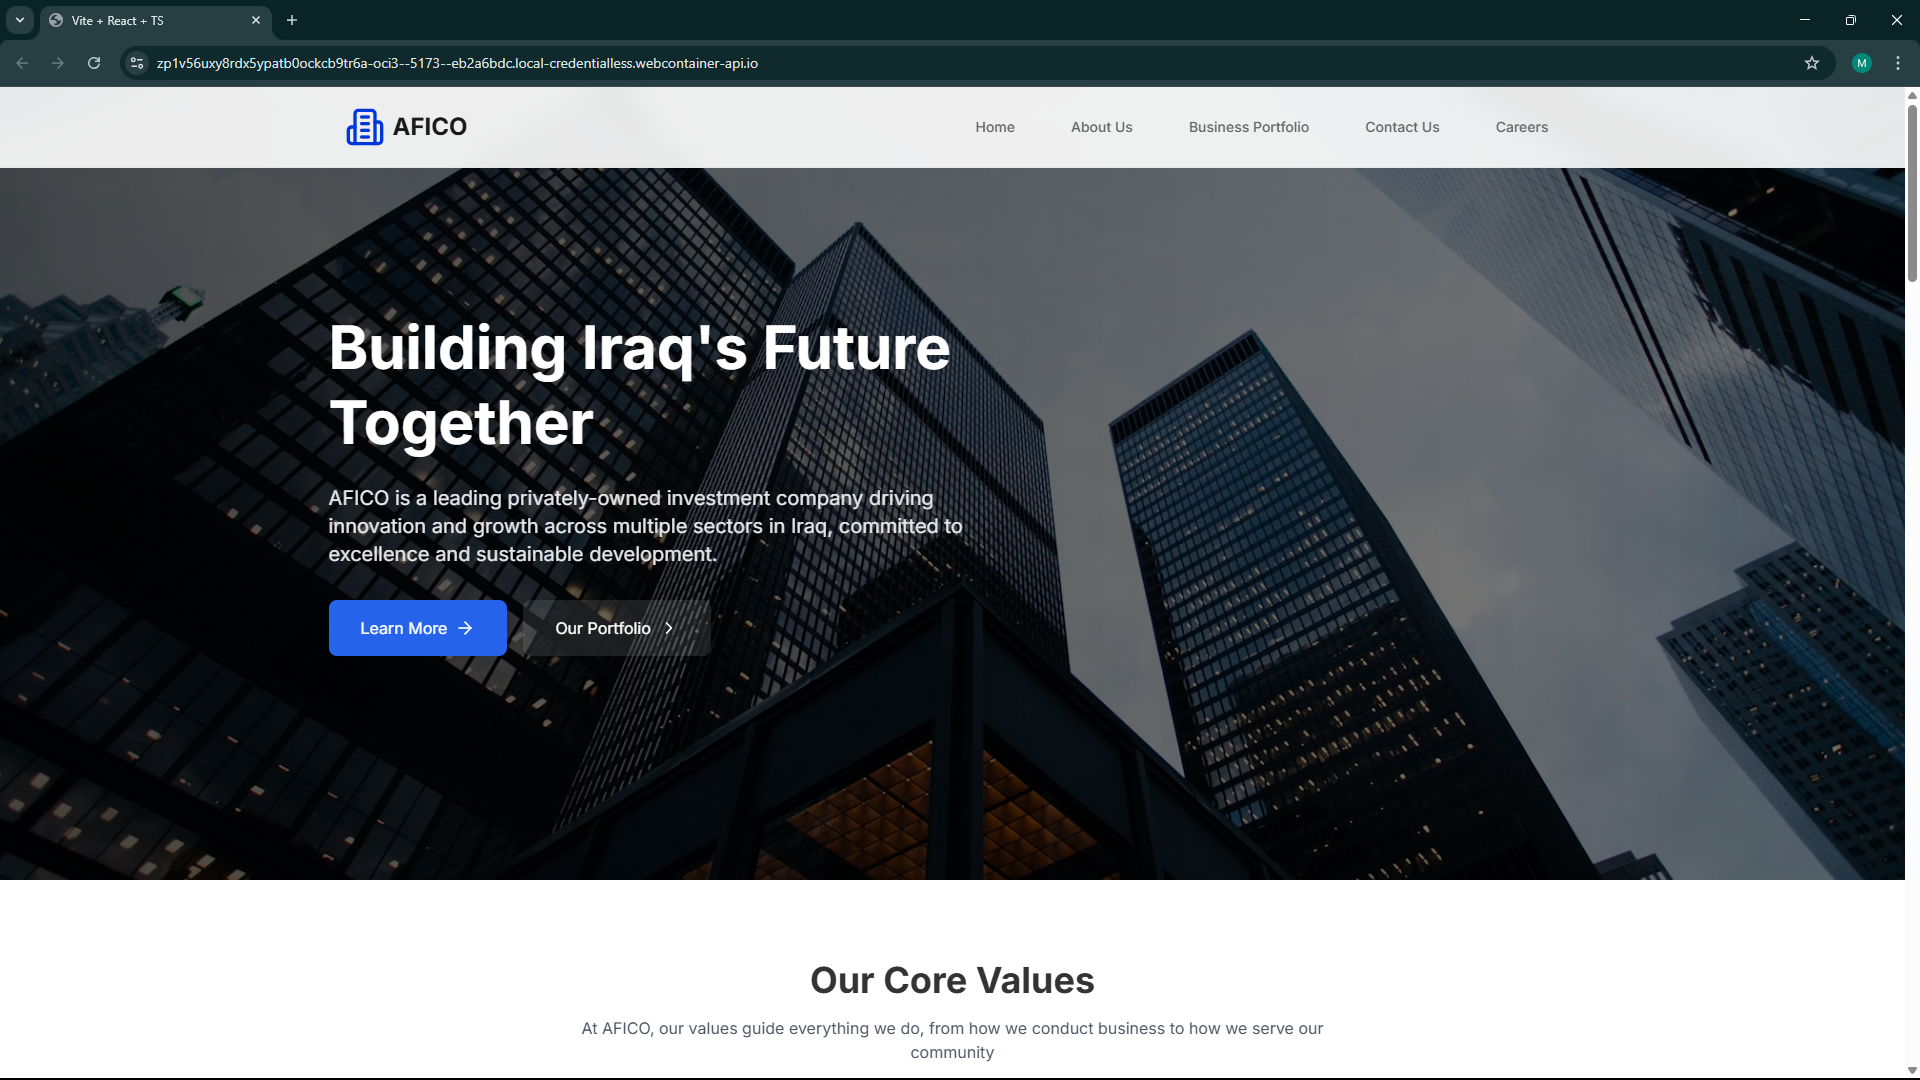 Vite + React + TS
zp1v56uxy8rdx5ypatb0ockcb9tr6a-oci3--5173--eb2a6bdc.local-credentialless.webcontainer-api.io
M
AFICO
Home
About Us
Business Portfolio
Contact Us
Careers
Building Iraq's Future
Together
AFICO is a leading privately-owned investment company driving
innovation and growth across multiple sectors in Iraq, committed to
excellence and sustainable development.
Learn More
Our Portfolio
Our Core Values
At AFICO, our values guide everything we do, from how we conduct business to how we serve our
community